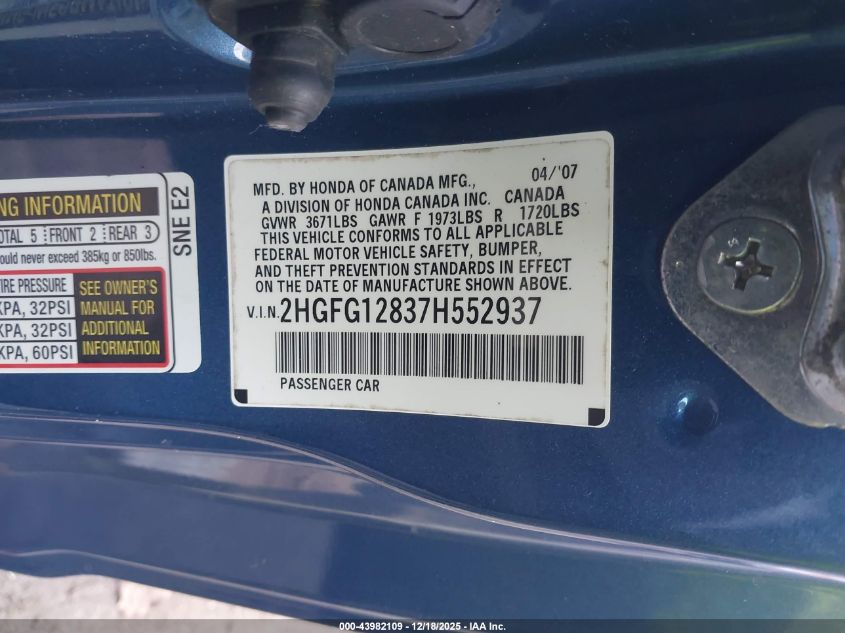 MFD. BY HONDA OF CANADA MFG., 04/'07
A DIVISION OF HONDA CANADA INC. CANADA
GVWR 3671LBS GAWR F 1973LBS R 1720LBS
THIS VEHICLE CONFORMS TO ALL APPLICABLE
FEDERAL MOTOR VEHICLE SAFETY, BUMPER,
AND THEFT PREVENTION STANDARDS IN EFFECT
ON THE DATE OF MANUFACTURE SHOWN ABOVE.
V.I.N. 2HGFG12837H552937
PASSENGER CAR
NG INFORMATION
OTAL 5 FRONT 2 REAR 3
ould never exceed 385kg or 850lbs.
IRE PRESSURE
KPA, 32PSI
KPA, 32PSI
KPA, 60PSI
SEE OWNER'S
MANUAL FOR
ADDITIONAL
INFORMATION
SNE E2
000-43982109 - 12/18/2025 - IAA Inc.